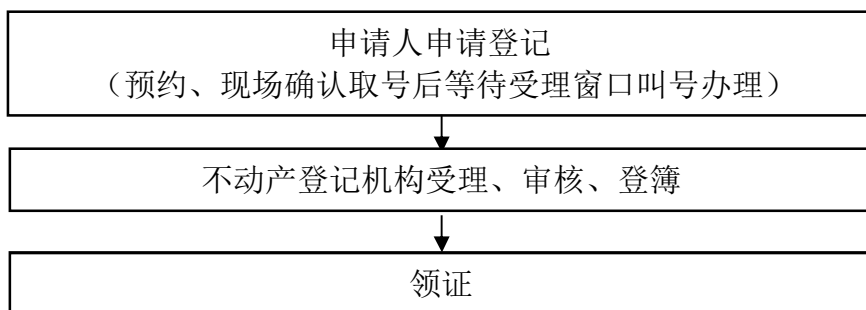 申请人申请登记
（预约、现场确认取号后等待受理窗口叫号办理）
不动产登记机构受理、审核、登簿
领证